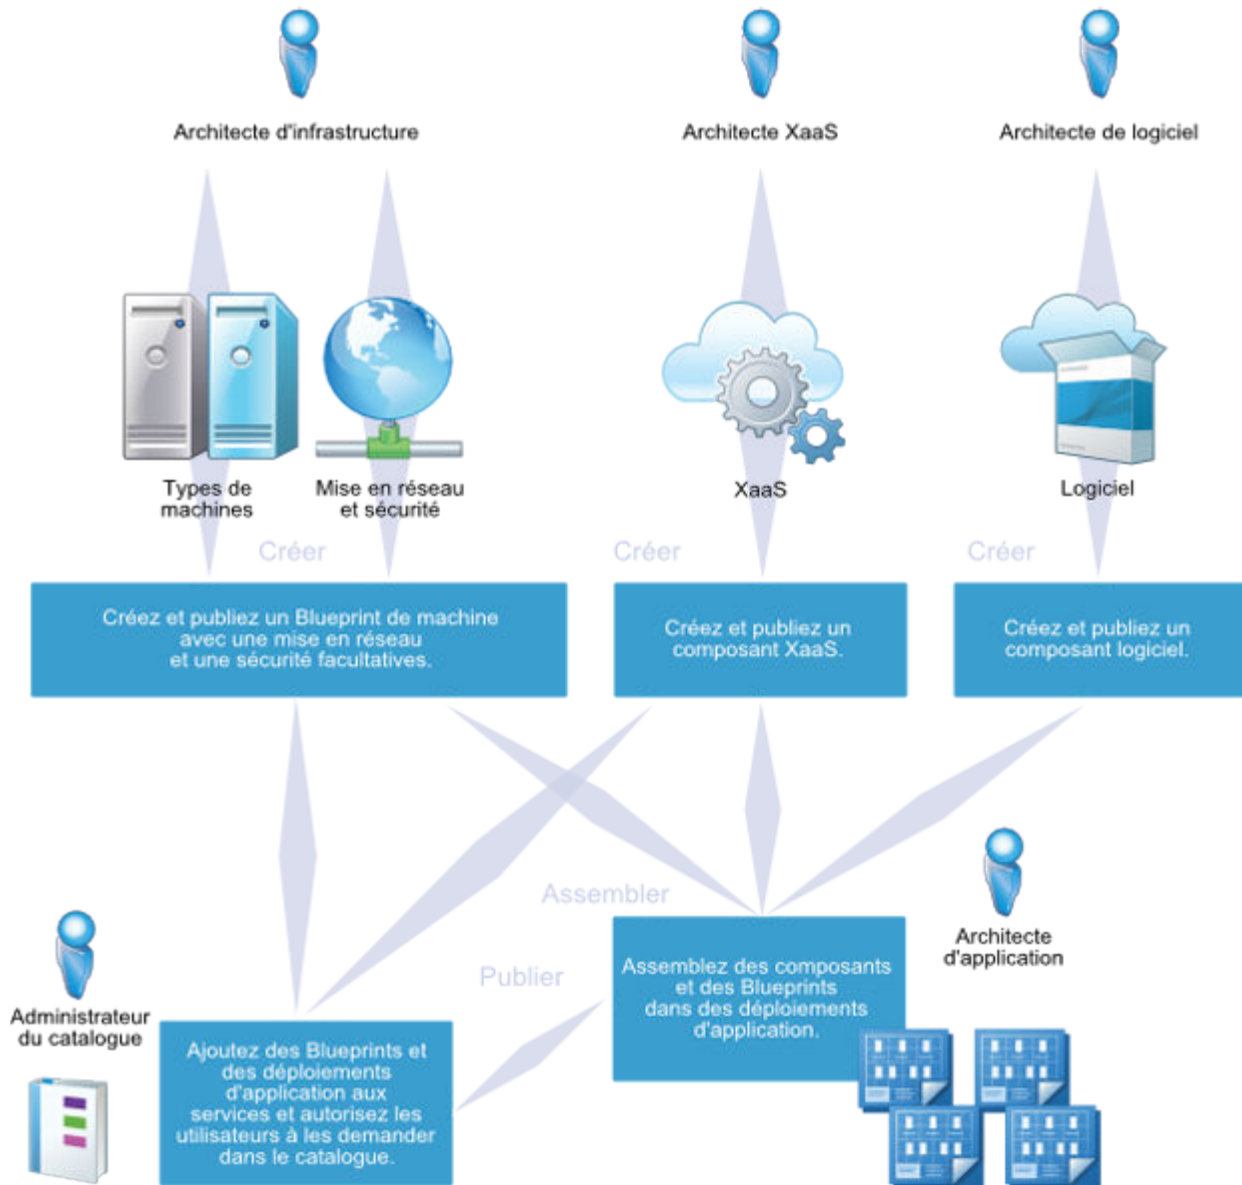 Architecte d'infrastructure
Architecte XaaS
Architecte de logiciel
Types de
machines
Mise en réseau
et sécurité
XaaS
Logiciel
Créer
Créer
Créer
Créez et publiez un Blueprint de machine
avec une mise en réseau
et une sécurité facultatives.
Créez et publiez un
composant XaaS.
Créez et publiez un
composant logiciel.
Assembler
Architecte
d'application
Assemblez des composants
et des Blueprints
dans des déploiements
d'application.
Publier
Administrateur
du catalogue
Ajoutez des Blueprints et
des déploiements
d'application aux
services et autorisez les
utilisateurs à les demander
dans le catalogue.